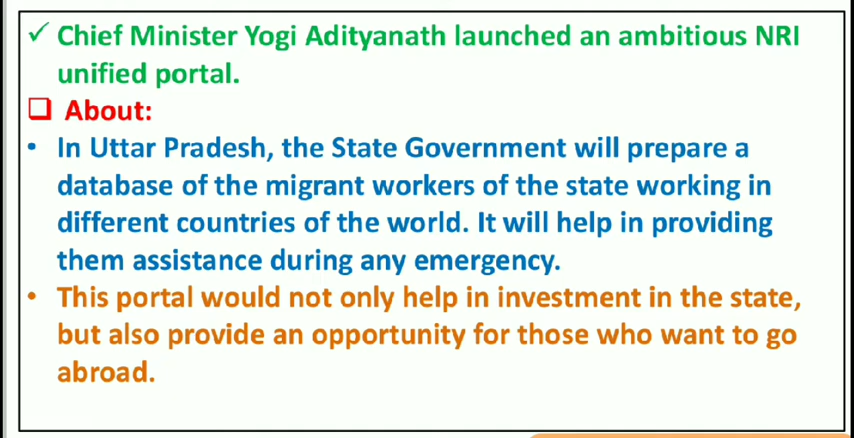 ✓ Chief Minister Yogi Adityanath launched an ambitious NRI
unified portal.
❑ About:
• In Uttar Pradesh, the State Government will prepare a
database of the migrant workers of the state working in
different countries of the world. It will help in providing
them assistance during any emergency.
• This portal would not only help in investment in the state,
but also provide an opportunity for those who want to go
abroad.